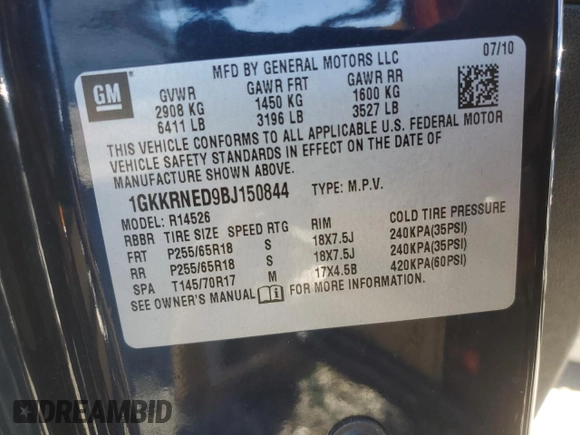 MFD BY GENERAL MOTORS LLC 07/10
GM
GVWR GAWR FRT GAWR RR
2908 KG 1450 KG 1600 KG
6411 LB 3196 LB 3527 LB
THIS VEHICLE CONFORMS TO ALL APPLICABLE U.S. FEDERAL MOTOR
VEHICLE SAFETY STANDARDS IN EFFECT ON THE DATE OF
MANUFACTURE SHOWN ABOVE.
1GKKRNED9BJ150844 TYPE: M.P.V.
MODEL: R14526
RBBR TIRE SIZE SPEED RTG RIM COLD TIRE PRESSURE
FRT P255/65R18 S 18X7.5J 240KPA(35PSI)
RR P255/65R18 S 18X7.5J 240KPA(35PSI)
SPA T145/70R17 M 17X4.5B 420KPA(60PSI)
SEE OWNER'S MANUAL FOR MORE INFORMATION.
DREAMBID